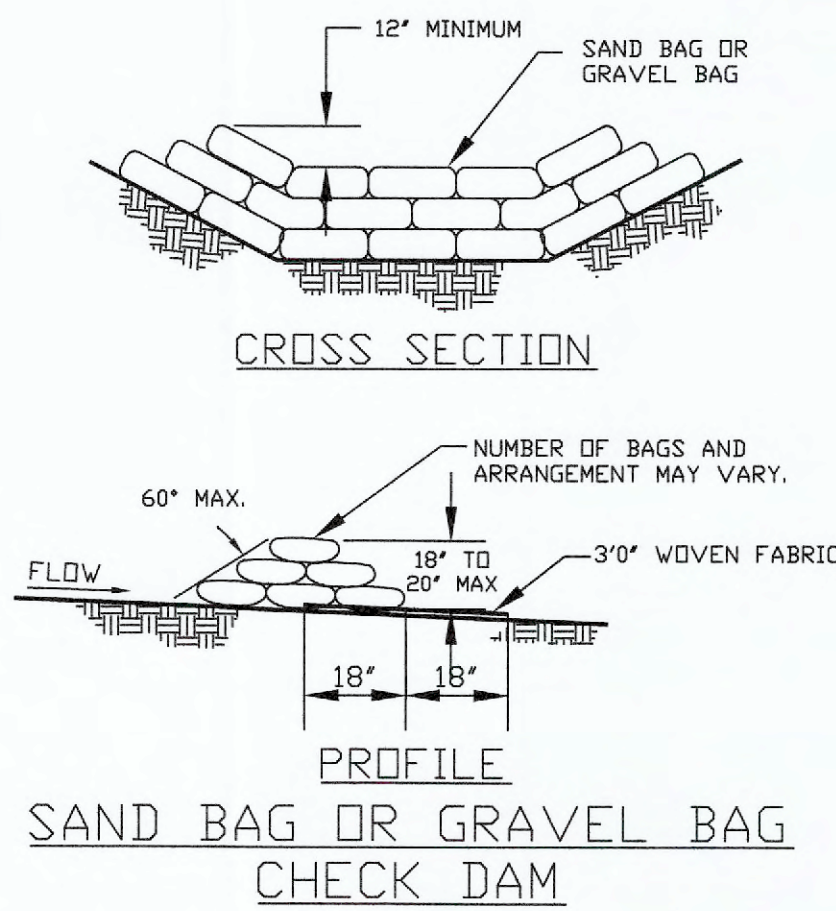 12" MINIMUM
SAND BAG OR
GRAVEL BAG
CROSS SECTION
NUMBER OF BAGS AND
ARRANGEMENT MAY VARY.
60° MAX.
FLOW
18" TO
20" MAX
3'0" WOVEN FABRIC
18"
18"
PROFILE
SAND BAG OR GRAVEL BAG
CHECK DAM